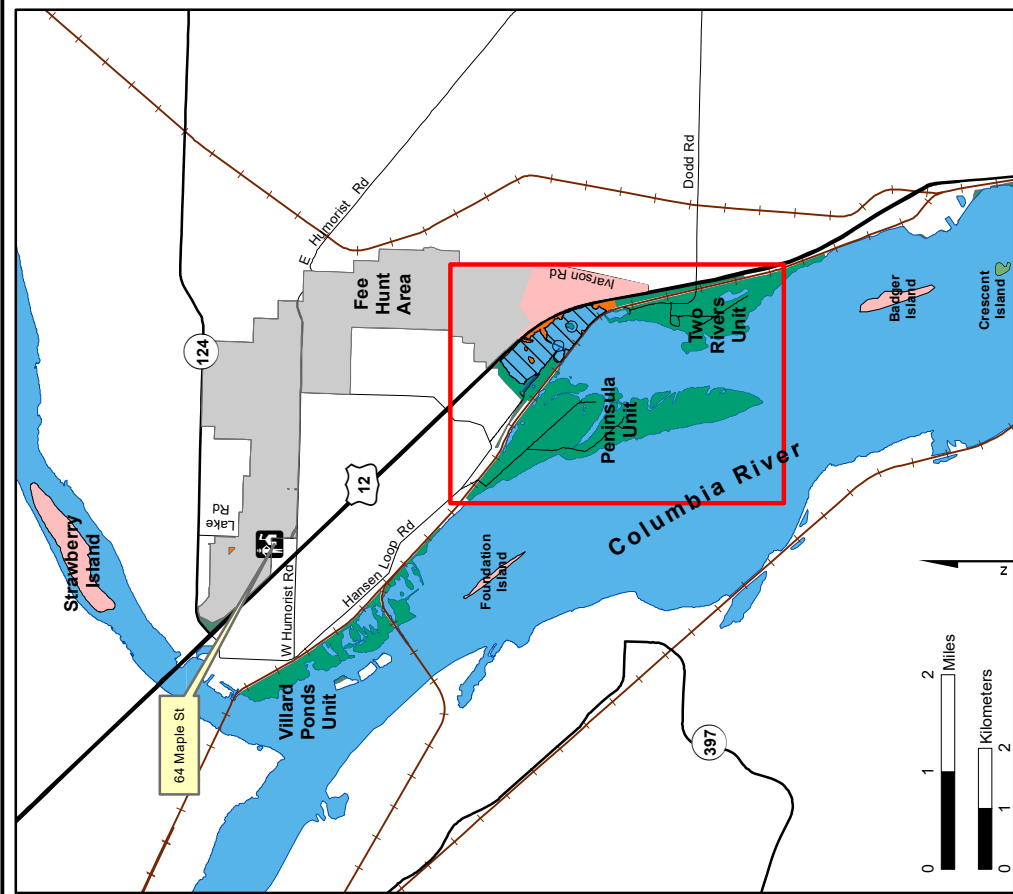 Strawberry
Island
124
Lake
Rd
E Humorist Rd
Fee
Hunt
Area
12
64 Maple St
W Humorist Rd
Hansen Loop Rd
Villard
Ponds
Unit
Foundation
Island
Peninsula
Unit
Ivarson Rd
Dodd Rd
Two
Rivers
Unit
Columbia River
Badger
Island
Crescent
Island
397
N
0 1 2
Miles
Kilometers
0 1 2